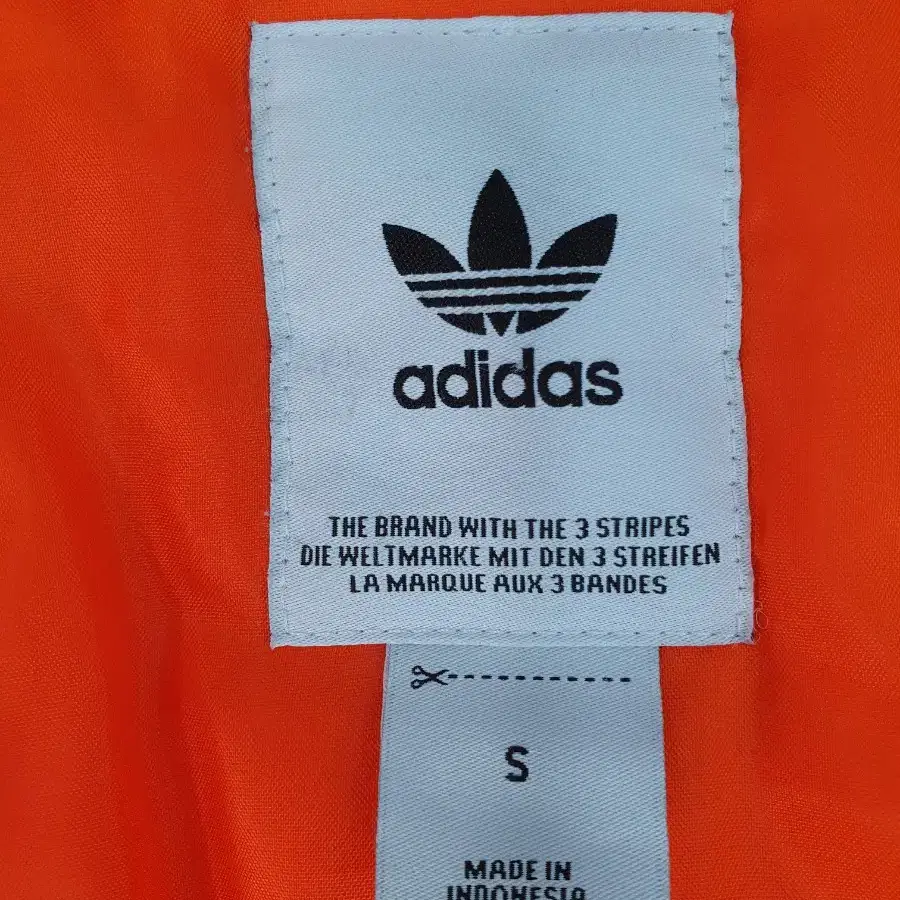 adidas
THE BRAND WITH THE 3 STRIPES
DIE WELTMARKE MIT DEN 3 STREIFEN
LA MARQUE AUX 3 BANDES
S
MADE IN
INDONESIA